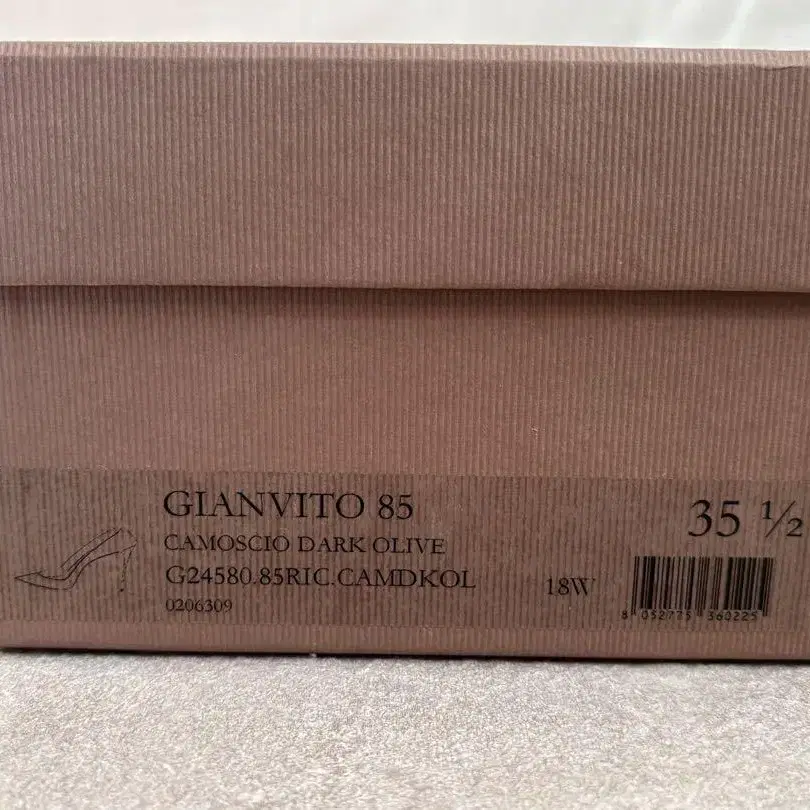 GIANVITO 85
35 ½
CAMOSCIO DARK OLIVE
G24580.85RIC.CAMDKOL
18W
0206309
8 052775 360225